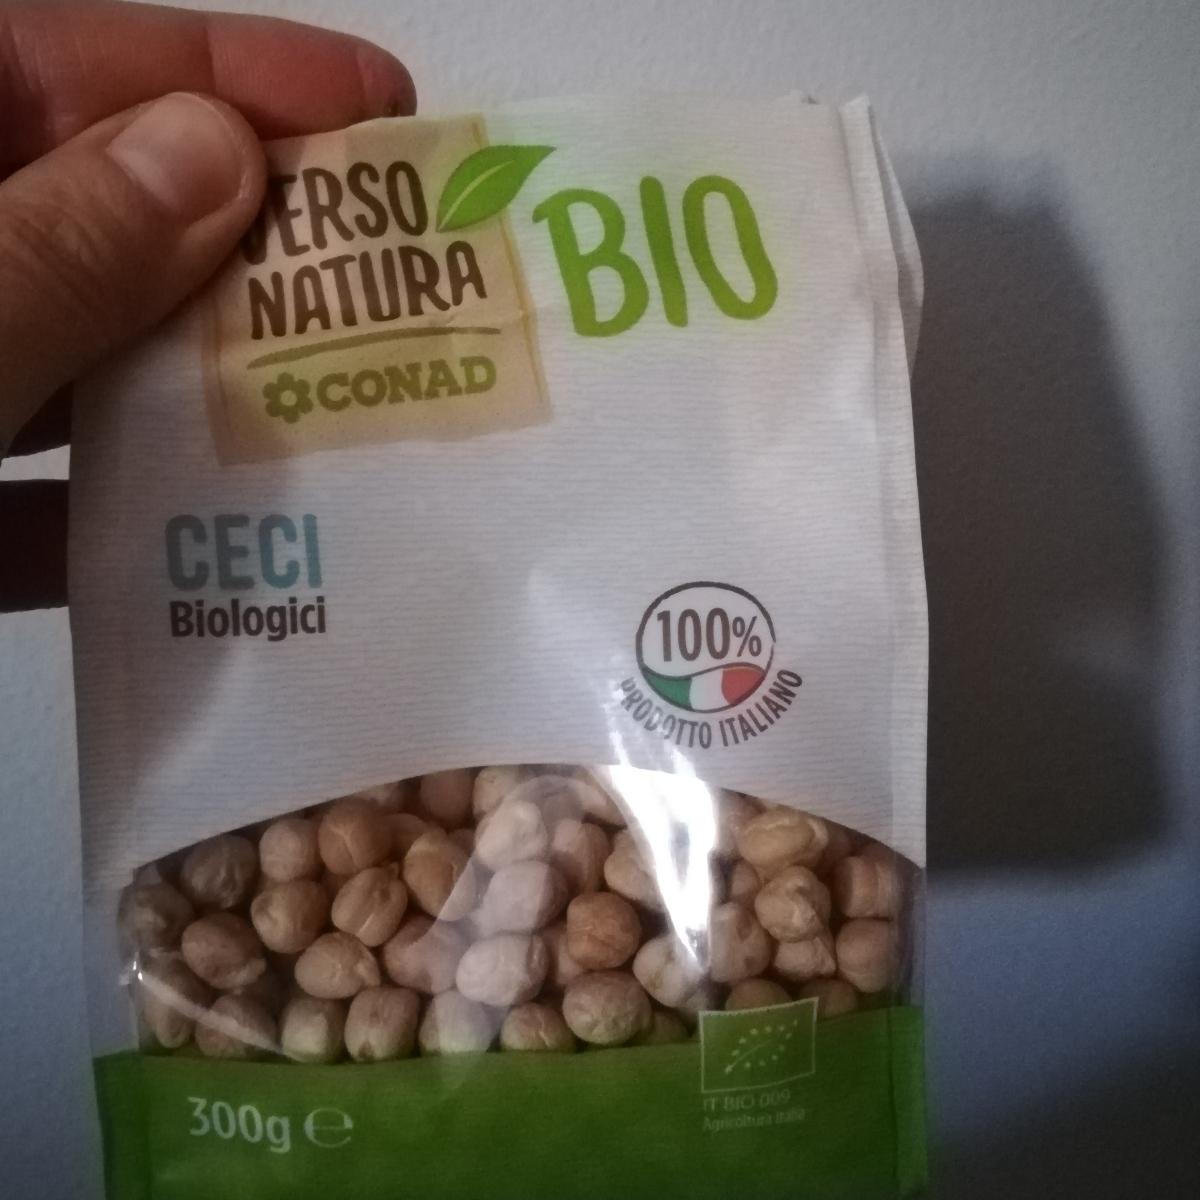 VERSO
NATURA
CONAD
BIO
CECI
Biologici
100%
PRODOTTO ITALIANO
300g ℮
IT BIO 009
Agricoltura Italia